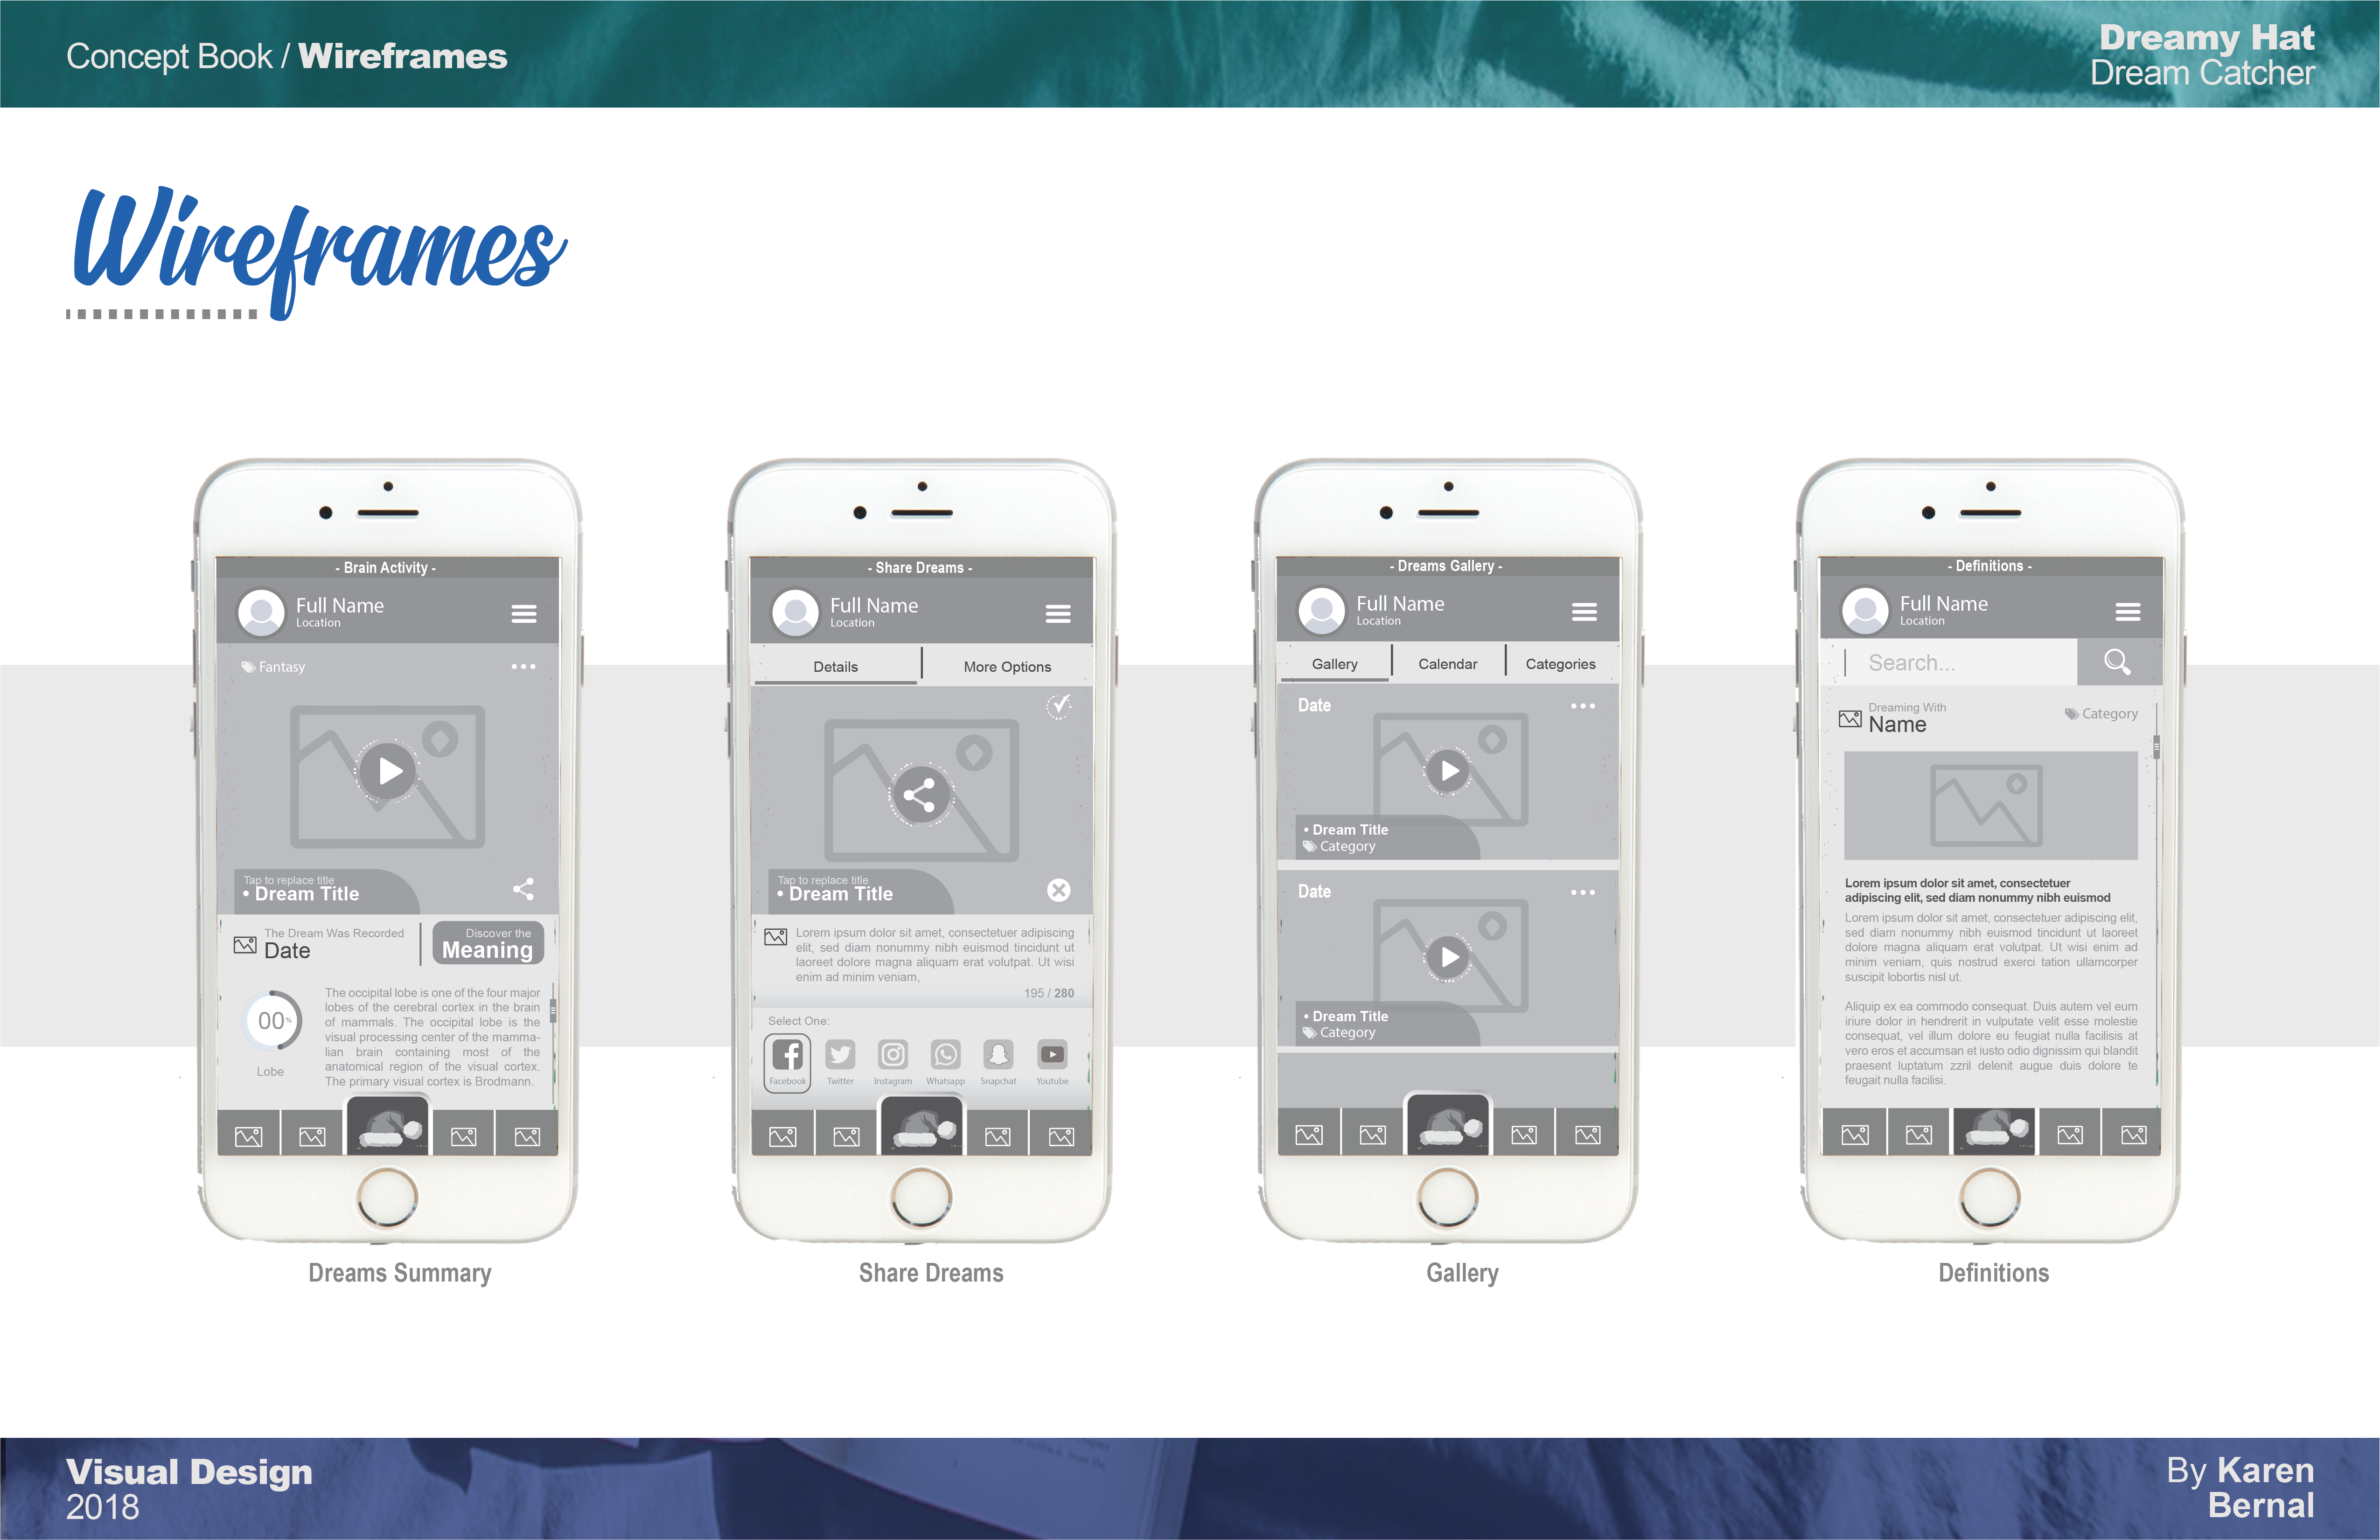 Concept Book / Wireframes
Dreamy Hat
Dream Catcher
Wireframes
- Brain Activity -
Full Name
Location
Fantasy
Tap to replace title
• Dream Title
The Dream Was Recorded
Date
Discover the
Meaning
00%
Lobe
The occipital lobe is one of the four major
lobes of the cerebral cortex in the brain
of mammals. The occipital lobe is the
visual processing center of the mamma-
lian brain containing most of the
anatomical region of the visual cortex.
The primary visual cortex is Brodmann.
Dreams Summary
- Share Dreams -
Full Name
Location
Details
More Options
Tap to replace title
• Dream Title
Lorem ipsum dolor sit amet, consectetuer adipiscing
elit, sed diam nonummy nibh euismod tincidunt ut
laoreet dolore magna aliquam erat volutpat. Ut wisi
enim ad minim veniam,
195 / 280
Select One:
Facebook
Twitter
Instagram
Whatsapp
Snapchat
Youtube
Share Dreams
- Dreams Gallery -
Full Name
Location
Gallery
Calendar
Categories
Date
• Dream Title
Category
Date
• Dream Title
Category
Gallery
- Definitions -
Full Name
Location
Search...
Dreaming With
Name
Category
Lorem ipsum dolor sit amet, consectetuer
adipiscing elit, sed diam nonummy nibh euismod
Lorem ipsum dolor sit amet, consectetuer adipiscing elit,
sed diam nonummy nibh euismod tincidunt ut laoreet
dolore magna aliquam erat volutpat. Ut wisi enim ad
minim veniam, quis nostrud exerci tation ullamcorper
suscipit lobortis nisl ut.
Aliquip ex ea commodo consequat. Duis autem vel eum
iriure dolor in hendrerit in vulputate velit esse molestie
consequat, vel illum dolore eu feugiat nulla facilisis at
vero eros et accumsan et iusto odio dignissim qui blandit
praesent luptatum zzril delenit augue duis dolore te
feugait nulla facilisi.
Definitions
Visual Design
2018
By Karen
Bernal